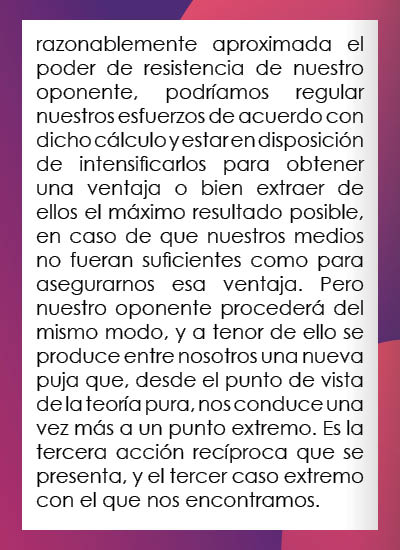 razonablemente aproximada el
poder de resistencia de nuestro
oponente, podríamos regular
nuestros esfuerzos de acuerdo con
dicho cálculo y estar en disposición
de intensificarlos para obtener
una ventaja o bien extraer de
ellos el máximo resultado posible,
en caso de que nuestros medios
no fueran suficientes como para
asegurarnos esa ventaja. Pero
nuestro oponente procederá del
mismo modo, y a tenor de ello se
produce entre nosotros una nueva
puja que, desde el punto de vista
de la teoría pura, nos conduce una
vez más a un punto extremo. Es la
tercera acción recíproca que se
presenta, y el tercer caso extremo
con el que nos encontramos.